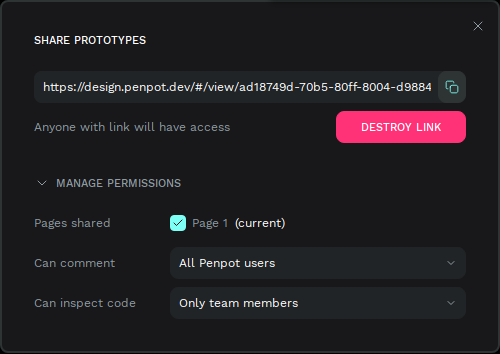 SHARE PROTOTYPES
https://design.penpot.dev/#/view/ad18749d-70b5-80ff-8004-d9884
Anyone with link will have access
DESTROY LINK
MANAGE PERMISSIONS
Pages shared
Page 1 (current)
Can comment
All Penpot users
Can inspect code
Only team members